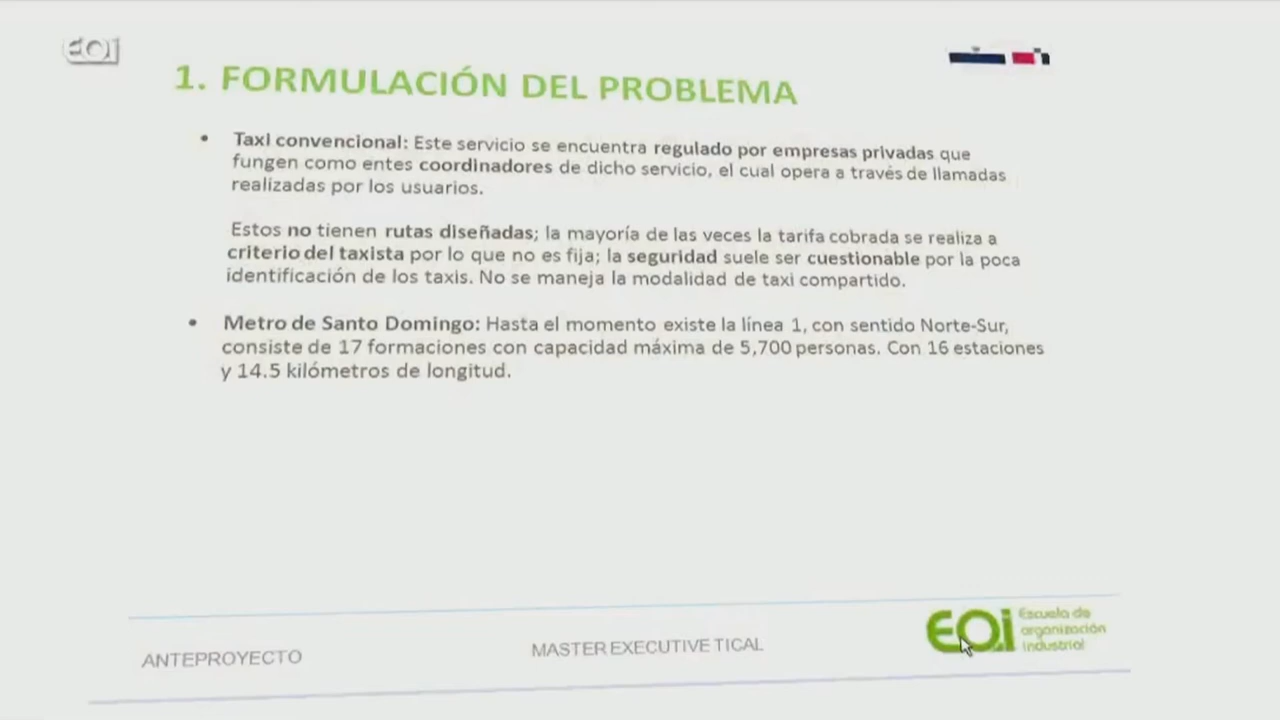 EOI
1. FORMULACIÓN DEL PROBLEMA
• Taxi convencional: Este servicio se encuentra regulado por empresas privadas que
fungen como entes coordinadores de dicho servicio, el cual opera a través de llamadas
realizadas por los usuarios.
Estos no tienen rutas diseñadas; la mayoría de las veces la tarifa cobrada se realiza a
criterio del taxista por lo que no es fija; la seguridad suele ser cuestionable por la poca
identificación de los taxis. No se maneja la modalidad de taxi compartido.
• Metro de Santo Domingo: Hasta el momento existe la línea 1, con sentido Norte-Sur,
consiste de 17 formaciones con capacidad máxima de 5,700 personas. Con 16 estaciones
y 14.5 kilómetros de longitud.
ANTEPROYECTO
MASTER EXECUTIVE TICAL
EOi
Escuela de
organización
industrial